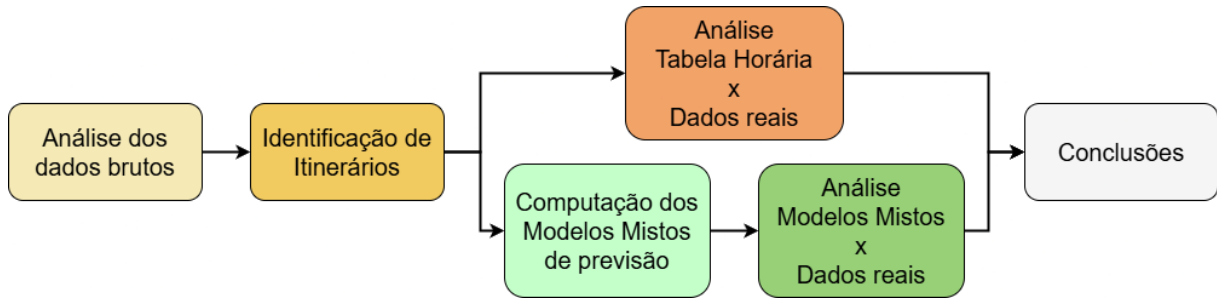 Análise dos
dados brutos
Identificação de
Itinerários
Análise
Tabela Horária
x
Dados reais
Computação dos
Modelos Mistos
de previsão
Análise
Modelos Mistos
x
Dados reais
Conclusões